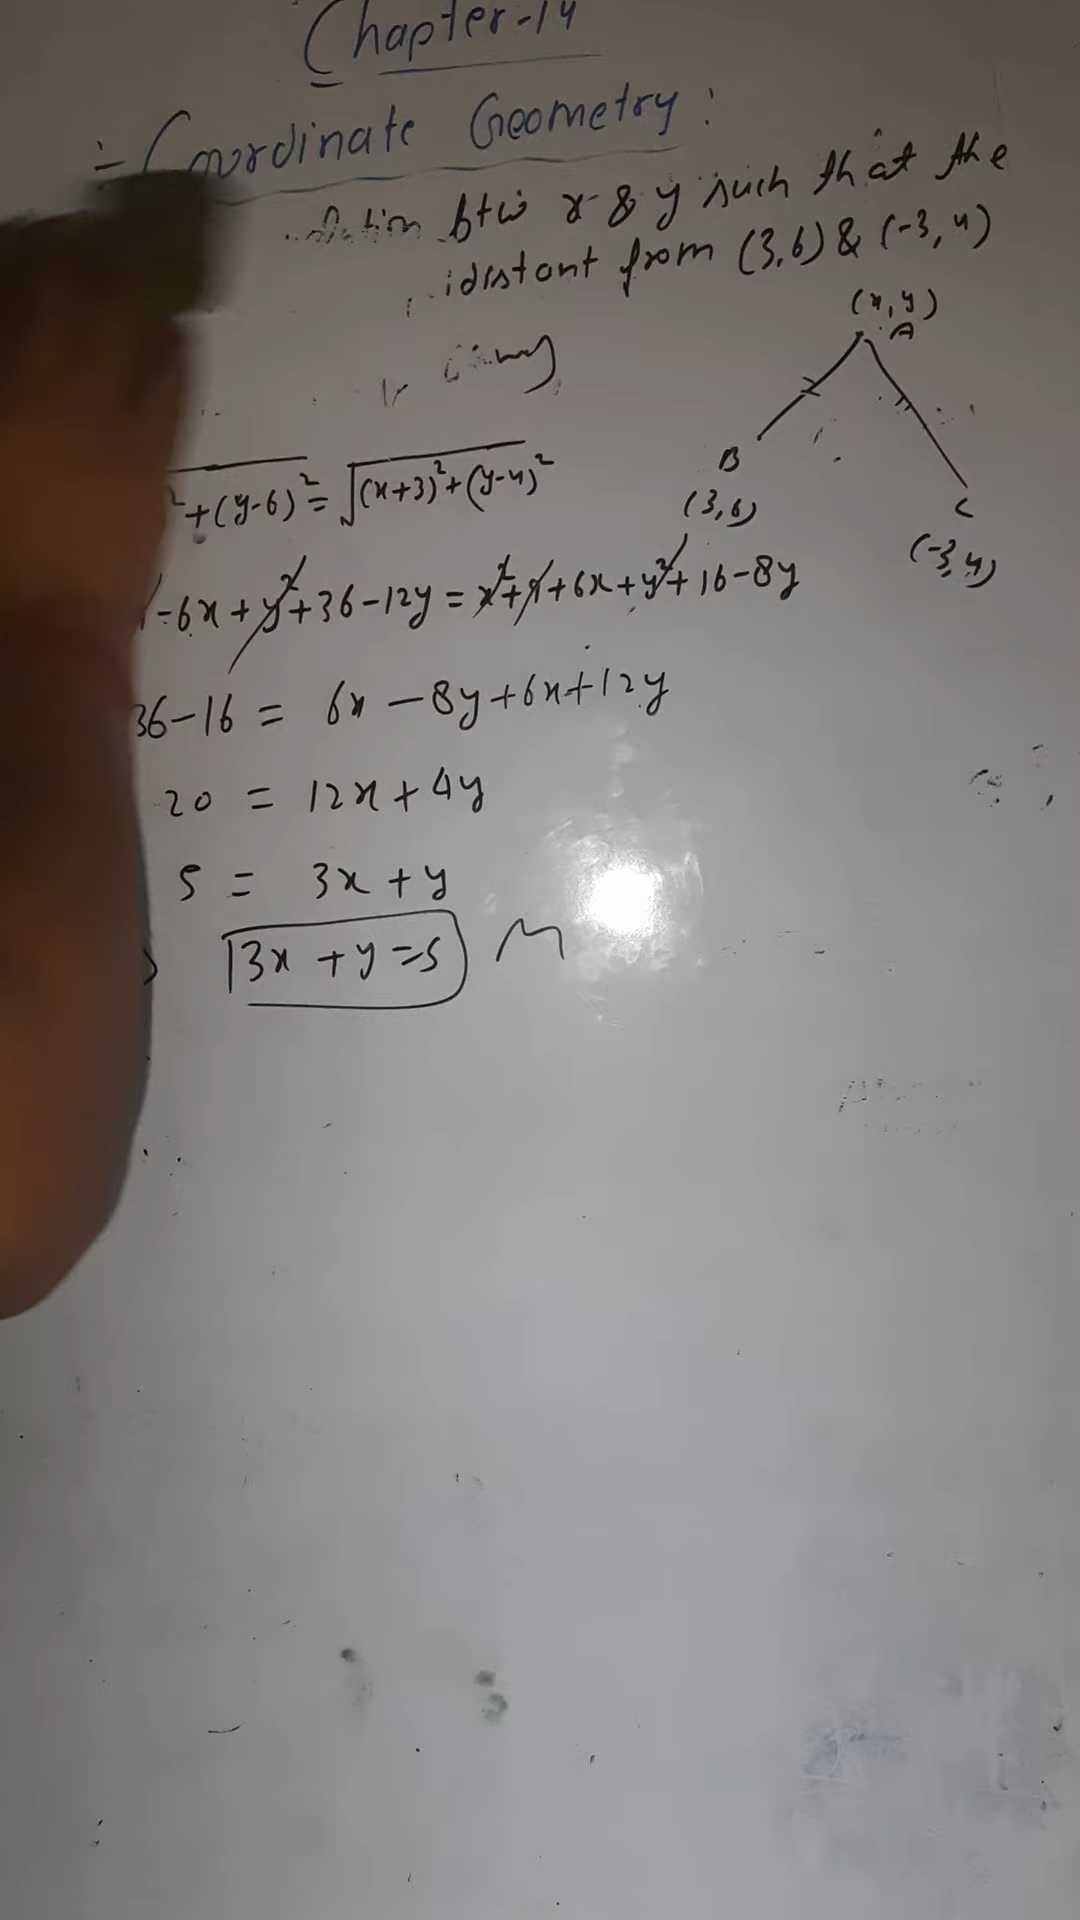 Chapter-14
:- Coordinate Geometry:
btw x & y such that the
from (3,6) & (-3,4)
(x,y)
A
B
(3,6)
C
(-3,4)
²+(y-6)² = √(x+3)²+(y-4)²
-6x+y²+36-12y = x²+9+6x+y²+16-8y
36-16 = 6x-8y+6x+12y
20 = 12x+4y
5 = 3x+y
3x+y=5